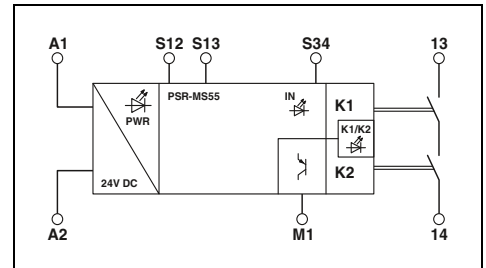 A1 S12 S13 S34 13
PSR-MS55 IN K1
PWR K1/K2
K2
24V DC
A2 M1 14